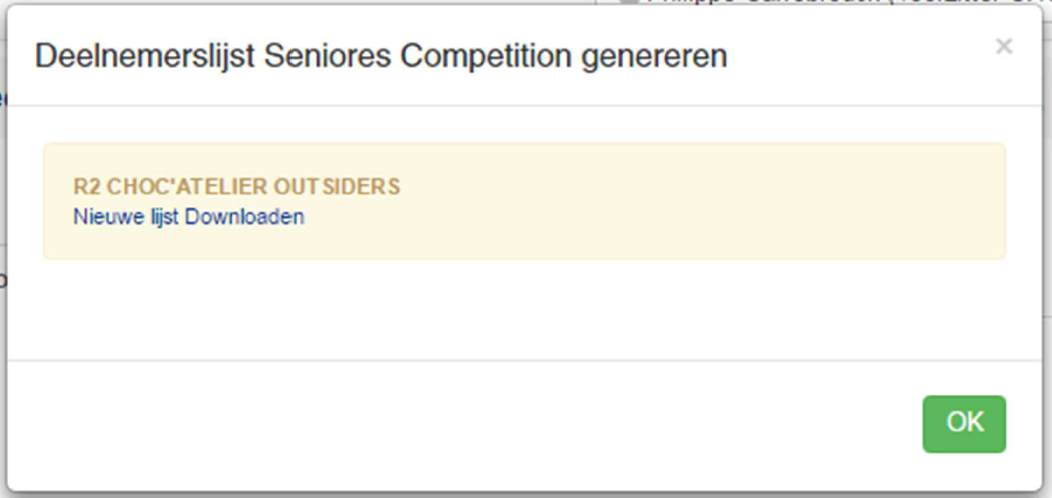 Deelnemerslijst Seniores Competition genereren
×
R2 CHOC'ATELIER OUTSIDERS
Nieuwe lijst Downloaden
OK